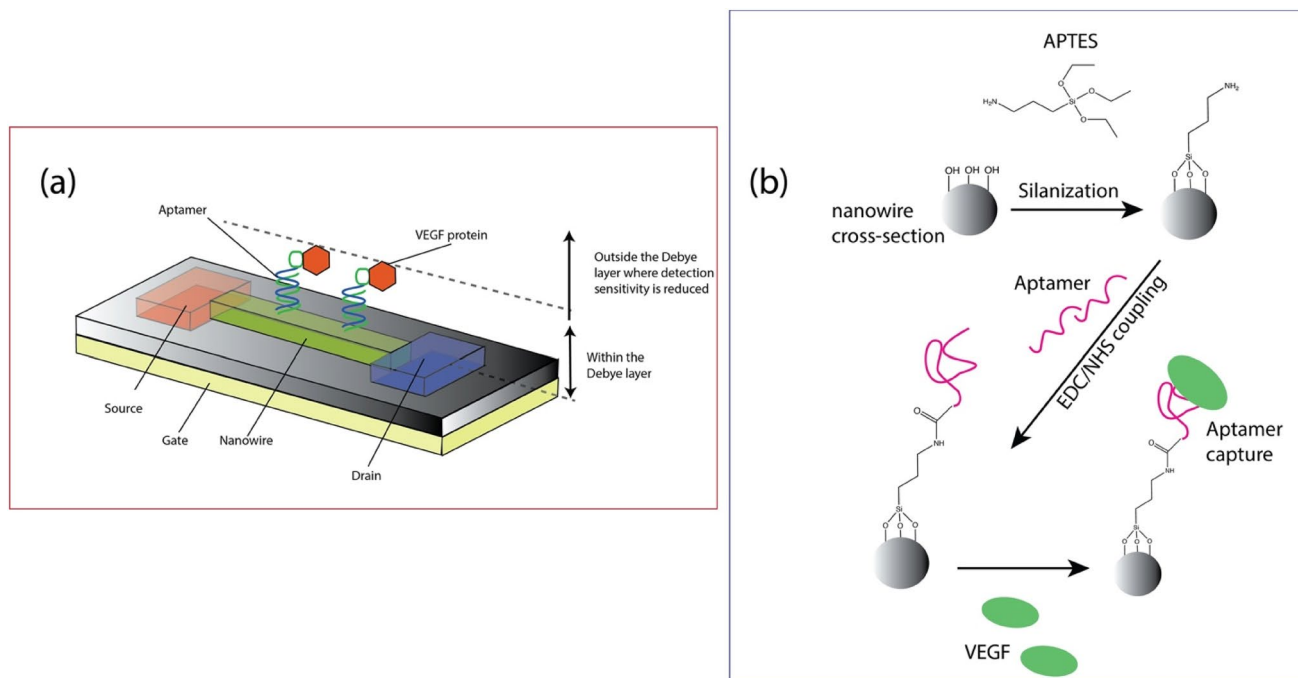 (a)
Aptamer
VEGF protein
Outside the Debye
layer where detection
sensitivity is reduced
Within the
Debye layer
Source
Gate
Nanowire
Drain
(b)
APTES
H₂N
Si
O
O
O
NH₂
Si
O
O
O
OH OH OH
nanowire
cross-section
Silanization
Aptamer
EDC/NHS coupling
O
NH
Si
O
O
O
Aptamer
capture
O
NH
Si
O
O
O
VEGF